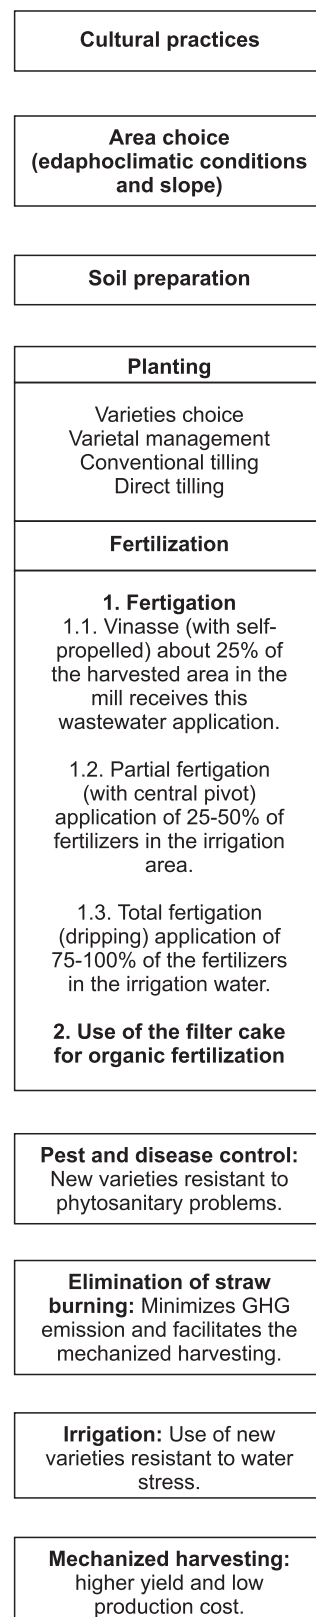 Cultural practices
Area choice
(edaphoclimatic conditions
and slope)
Soil preparation
Planting
Varieties choice
Varietal management
Conventional tilling
Direct tilling
Fertilization
1. Fertigation
1.1. Vinasse (with self-
propelled) about 25% of
the harvested area in the
mill receives this
wastewater application.
1.2. Partial fertigation
(with central pivot)
application of 25-50% of
fertilizers in the irrigation
area.
1.3. Total fertigation
(dripping) application of
75-100% of the fertilizers
in the irrigation water.
2. Use of the filter cake
for organic fertilization
Pest and disease control:
New varieties resistant to
phytosanitary problems.
Elimination of straw
burning: Minimizes GHG
emission and facilitates the
mechanized harvesting.
Irrigation: Use of new
varieties resistant to water
stress.
Mechanized harvesting:
higher yield and low
production cost.